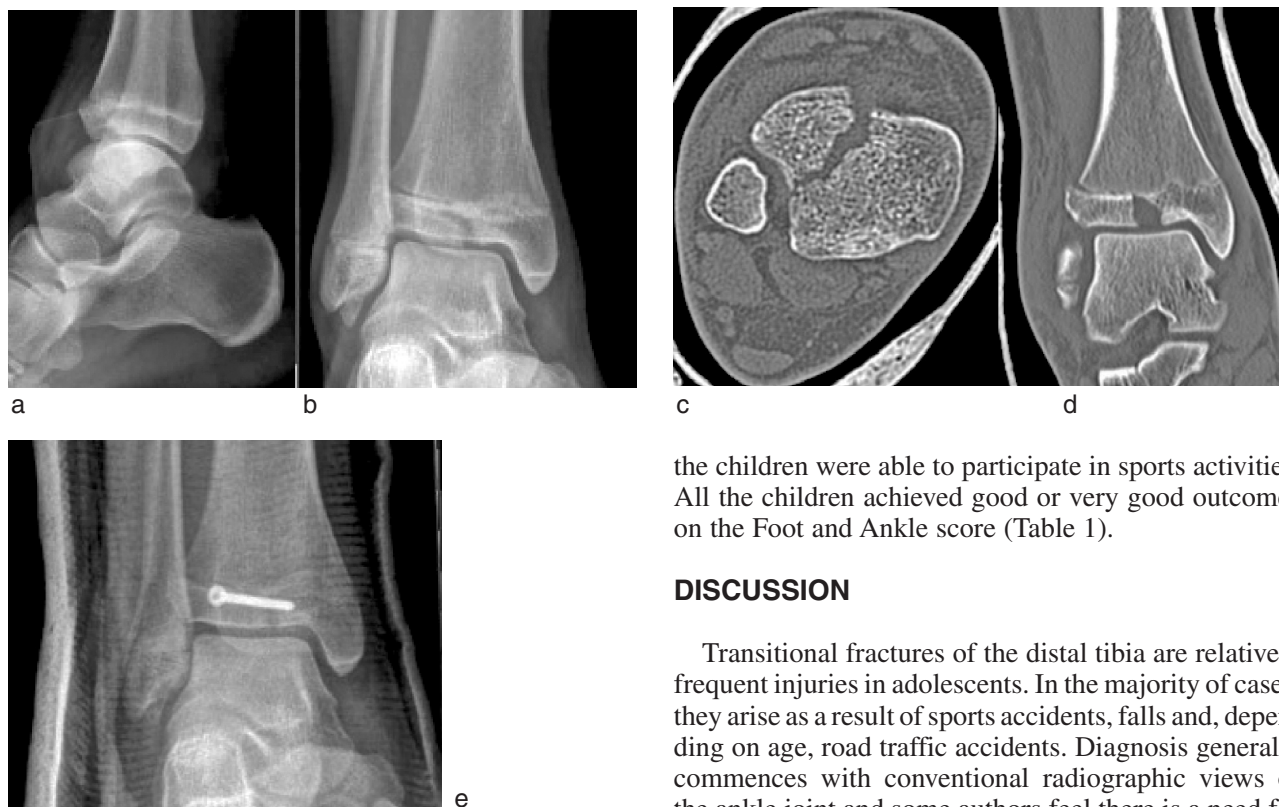 a
b
c
d
e
the children were able to participate in sports activitie
All the children achieved good or very good outcome
on the Foot and Ankle score (Table 1).
DISCUSSION
Transitional fractures of the distal tibia are relative
frequent injuries in adolescents. In the majority of case
they arise as a result of sports accidents, falls and, depen
ding on age, road traffic accidents. Diagnosis general
commences with conventional radiographic views o
the ankle joint and some authors feel there is a need f